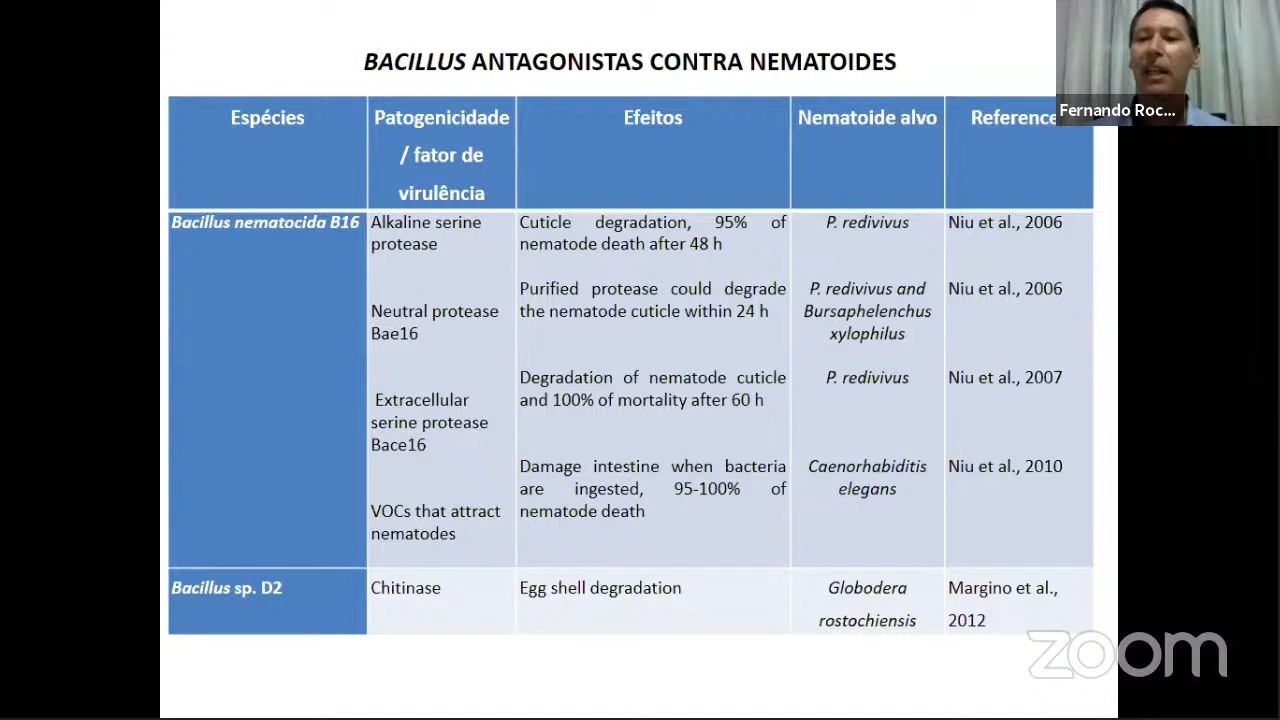 BACILLUS ANTAGONISTAS CONTRA NEMATOIDES
Fernando Roc...
Espécies
Patogenicidade
/ fator de
virulência
Efeitos
Nematoide alvo
Reference
Bacillus nematocida B16
Alkaline serine
protease
Neutral protease
Bae16
Extracellular
serine protease
Bace16
VOCs that attract
nematodes
Cuticle degradation, 95% of
nematode death after 48 h
Purified protease could degrade
the nematode cuticle within 24 h
Degradation of nematode cuticle
and 100% of mortality after 60 h
Damage intestine when bacteria
are ingested, 95-100% of
nematode death
P. redivivus
P. redivivus and
Bursaphelenchus
xylophilus
P. redivivus
Caenorhabiditis
elegans
Niu et al., 2006
Niu et al., 2006
Niu et al., 2007
Niu et al., 2010
Bacillus sp. D2
Chitinase
Egg shell degradation
Globodera
rostochiensis
Margino et al.,
2012
zoom